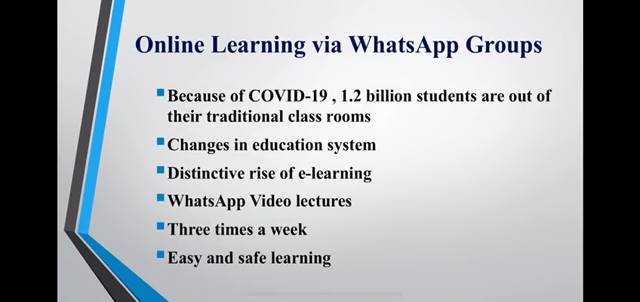 Online Learning via WhatsApp Groups
Because of COVID-19 , 1.2 billion students are out of
their traditional class rooms
Changes in education system
Distinctive rise of e-learning
WhatsApp Video lectures
Three times a week
Easy and safe learning